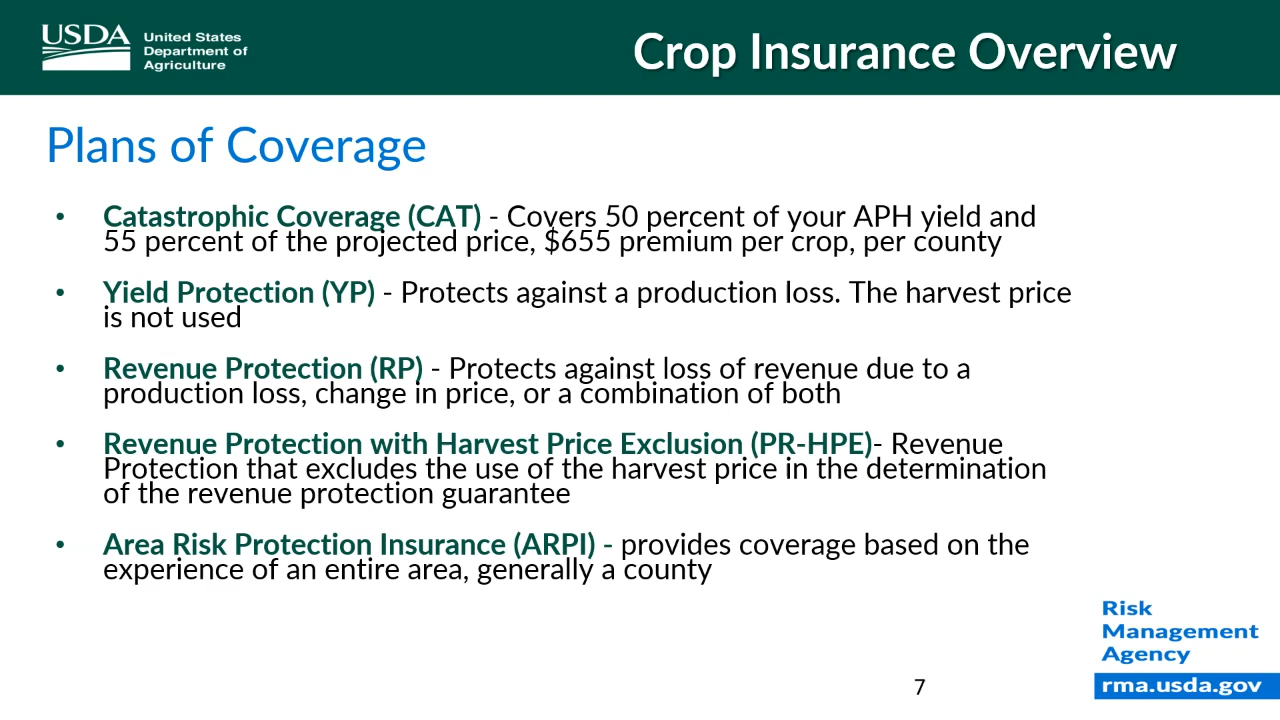 USDA
United States
Department of
Agriculture
Crop Insurance Overview
Plans of Coverage
• Catastrophic Coverage (CAT) - Covers 50 percent of your APH yield and
55 percent of the projected price, $655 premium per crop, per county
• Yield Protection (YP) - Protects against a production loss. The harvest price
is not used
• Revenue Protection (RP) - Protects against loss of revenue due to a
production loss, change in price, or a combination of both
• Revenue Protection with Harvest Price Exclusion (PR-HPE)- Revenue
Protection that excludes the use of the harvest price in the determination
of the revenue protection guarantee
• Area Risk Protection Insurance (ARPI) - provides coverage based on the
experience of an entire area, generally a county
Risk
Management
Agency
rma.usda.gov
7